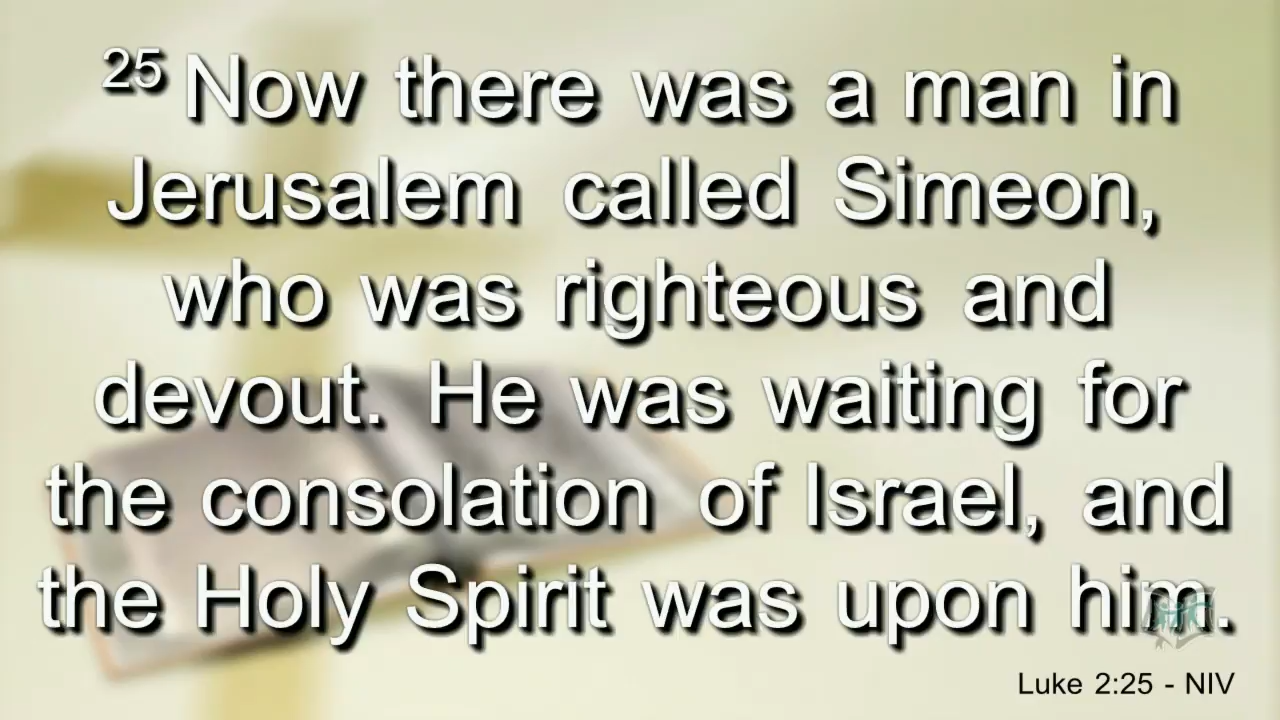 25 Now there was a man in
Jerusalem called Simeon,
who was righteous and
devout. He was waiting for
the consolation of Israel, and
the Holy Spirit was upon him.
Luke 2:25 - NIV